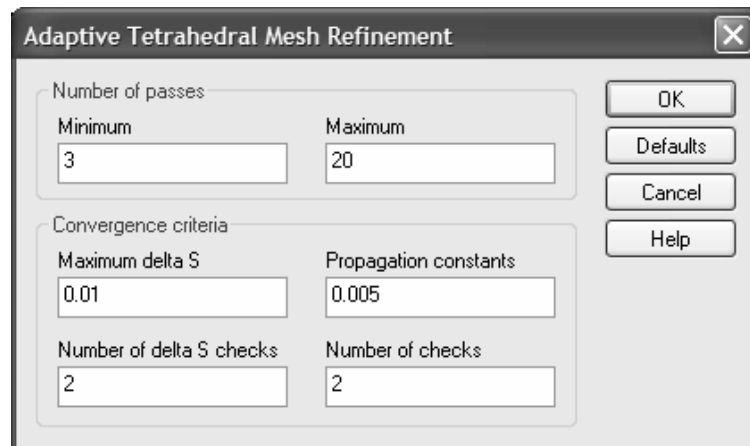 Adaptive Tetrahedral Mesh Refinement
Number of passes
Minimum
Maximum
3
20
OK
Defaults
Cancel
Help
Convergence criteria
Maximum delta S
Propagation constants
0.01
0.005
Number of delta S checks
Number of checks
2
2